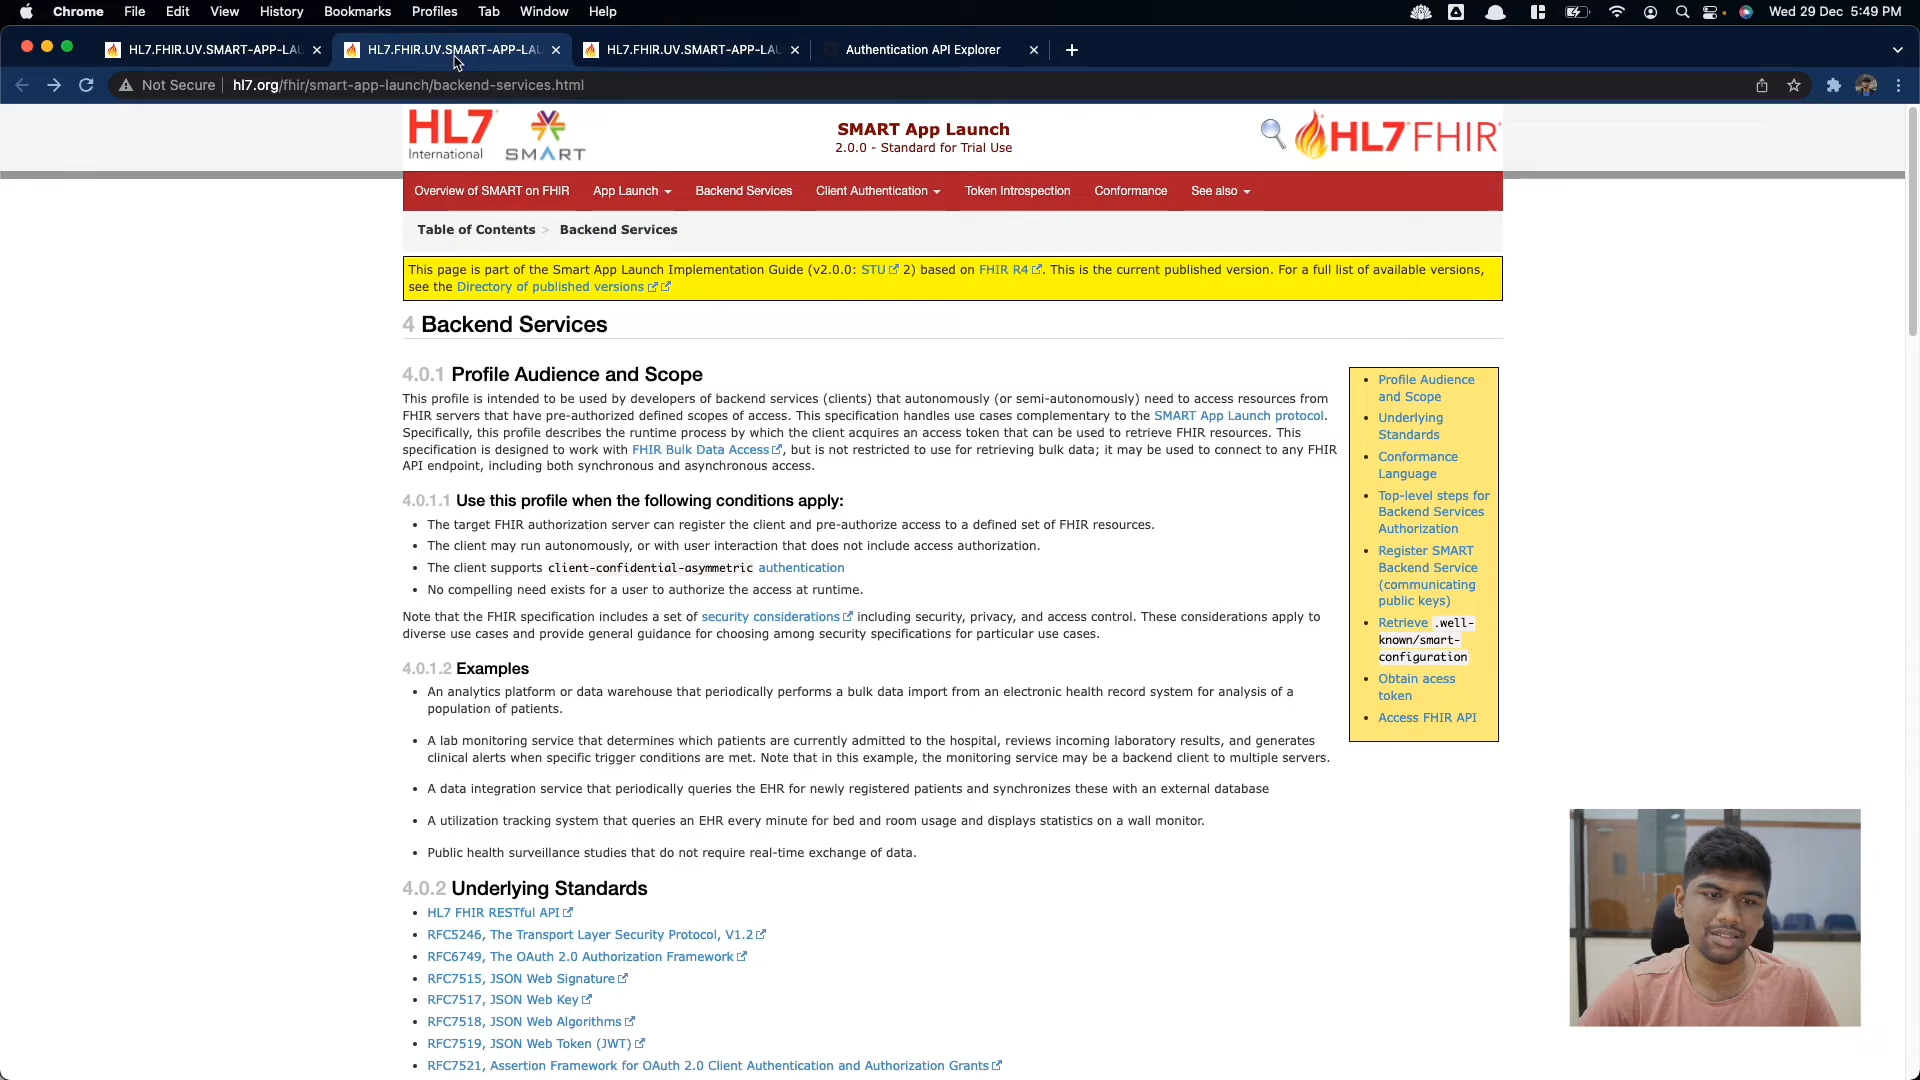 Chrome File Edit View History Bookmarks Profiles Tab Window Help Wed 29 Dec 5:49 PM
HL7.FHIR.UV.SMART-APP-LAU HL7.FHIR.UV.SMART-APP-LAU HL7.FHIR.UV.SMART-APP-LAU Authentication API Explorer
Not Secure hl7.org/fhir/smart-app-launch/backend-services.html
HL7 International SMART
SMART App Launch
2.0.0 - Standard for Trial Use
HL7 FHIR
Overview of SMART on FHIR App Launch Backend Services Client Authentication Token Introspection Conformance See also
Table of Contents > Backend Services
This page is part of the Smart App Launch Implementation Guide (v2.0.0: STU 2) based on FHIR R4. This is the current published version. For a full list of available versions,
see the Directory of published versions
4 Backend Services
4.0.1 Profile Audience and Scope
This profile is intended to be used by developers of backend services (clients) that autonomously (or semi-autonomously) need to access resources from
FHIR servers that have pre-authorized defined scopes of access. This specification handles use cases complementary to the SMART App Launch protocol.
Specifically, this profile describes the runtime process by which the client acquires an access token that can be used to retrieve FHIR resources. This
specification is designed to work with FHIR Bulk Data Access, but is not restricted to use for retrieving bulk data; it may be used to connect to any FHIR
API endpoint, including both synchronous and asynchronous access.
4.0.1.1 Use this profile when the following conditions apply:
• The target FHIR authorization server can register the client and pre-authorize access to a defined set of FHIR resources.
• The client may run autonomously, or with user interaction that does not include access authorization.
• The client supports client-confidential-asymmetric authentication
• No compelling need exists for a user to authorize the access at runtime.
Note that the FHIR specification includes a set of security considerations including security, privacy, and access control. These considerations apply to
diverse use cases and provide general guidance for choosing among security specifications for particular use cases.
4.0.1.2 Examples
• An analytics platform or data warehouse that periodically performs a bulk data import from an electronic health record system for analysis of a
population of patients.
• A lab monitoring service that determines which patients are currently admitted to the hospital, reviews incoming laboratory results, and generates
clinical alerts when specific trigger conditions are met. Note that in this example, the monitoring service may be a backend client to multiple servers.
• A data integration service that periodically queries the EHR for newly registered patients and synchronizes these with an external database
• A utilization tracking system that queries an EHR every minute for bed and room usage and displays statistics on a wall monitor.
• Public health surveillance studies that do not require real-time exchange of data.
4.0.2 Underlying Standards
• HL7 FHIR RESTful API
• RFC5246, The Transport Layer Security Protocol, V1.2
• RFC6749, The OAuth 2.0 Authorization Framework
• RFC7515, JSON Web Signature
• RFC7517, JSON Web Key
• RFC7518, JSON Web Algorithms
• RFC7519, JSON Web Token (JWT)
• RFC7521, Assertion Framework for OAuth 2.0 Client Authentication and Authorization Grants
• Profile Audience
and Scope
• Underlying
Standards
• Conformance
Language
• Top-level steps for
Backend Services
Authorization
• Register SMART
Backend Service
(communicating
public keys)
• Retrieve .well-
known/smart-
configuration
• Obtain acess
token
• Access FHIR API